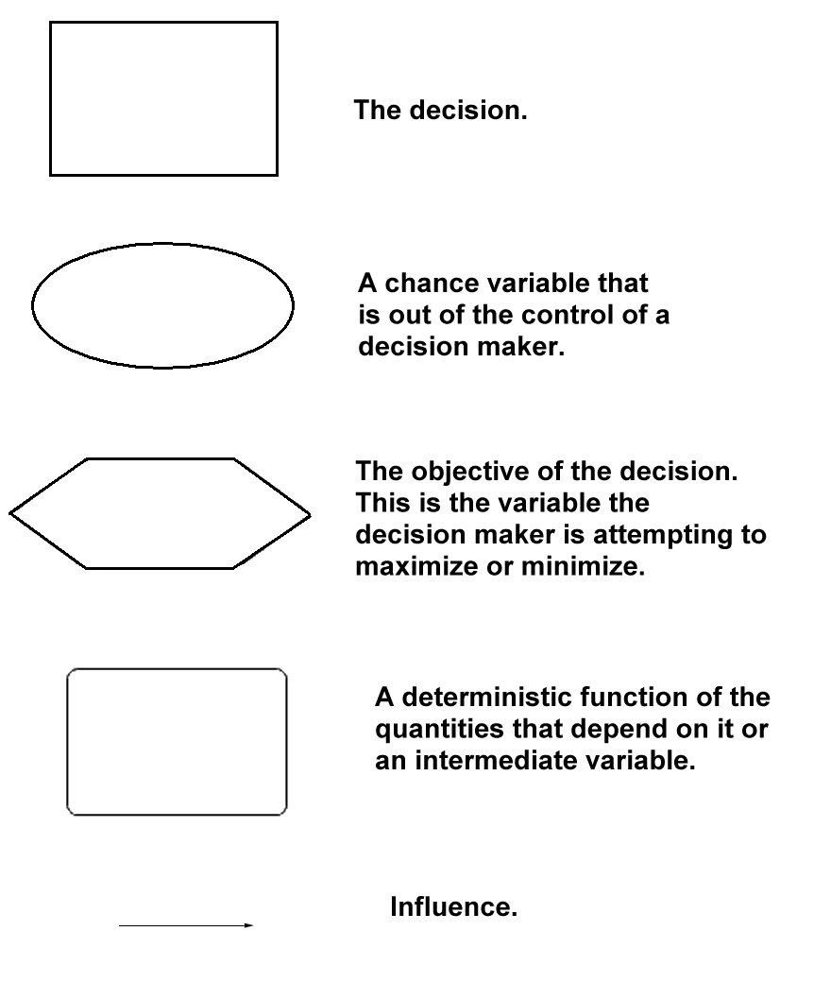 The decision.
A chance variable that
is out of the control of a
decision maker.
The objective of the decision.
This is the variable the
decision maker is attempting to
maximize or minimize.
A deterministic function of the
quantities that depend on it or
an intermediate variable.
Influence.